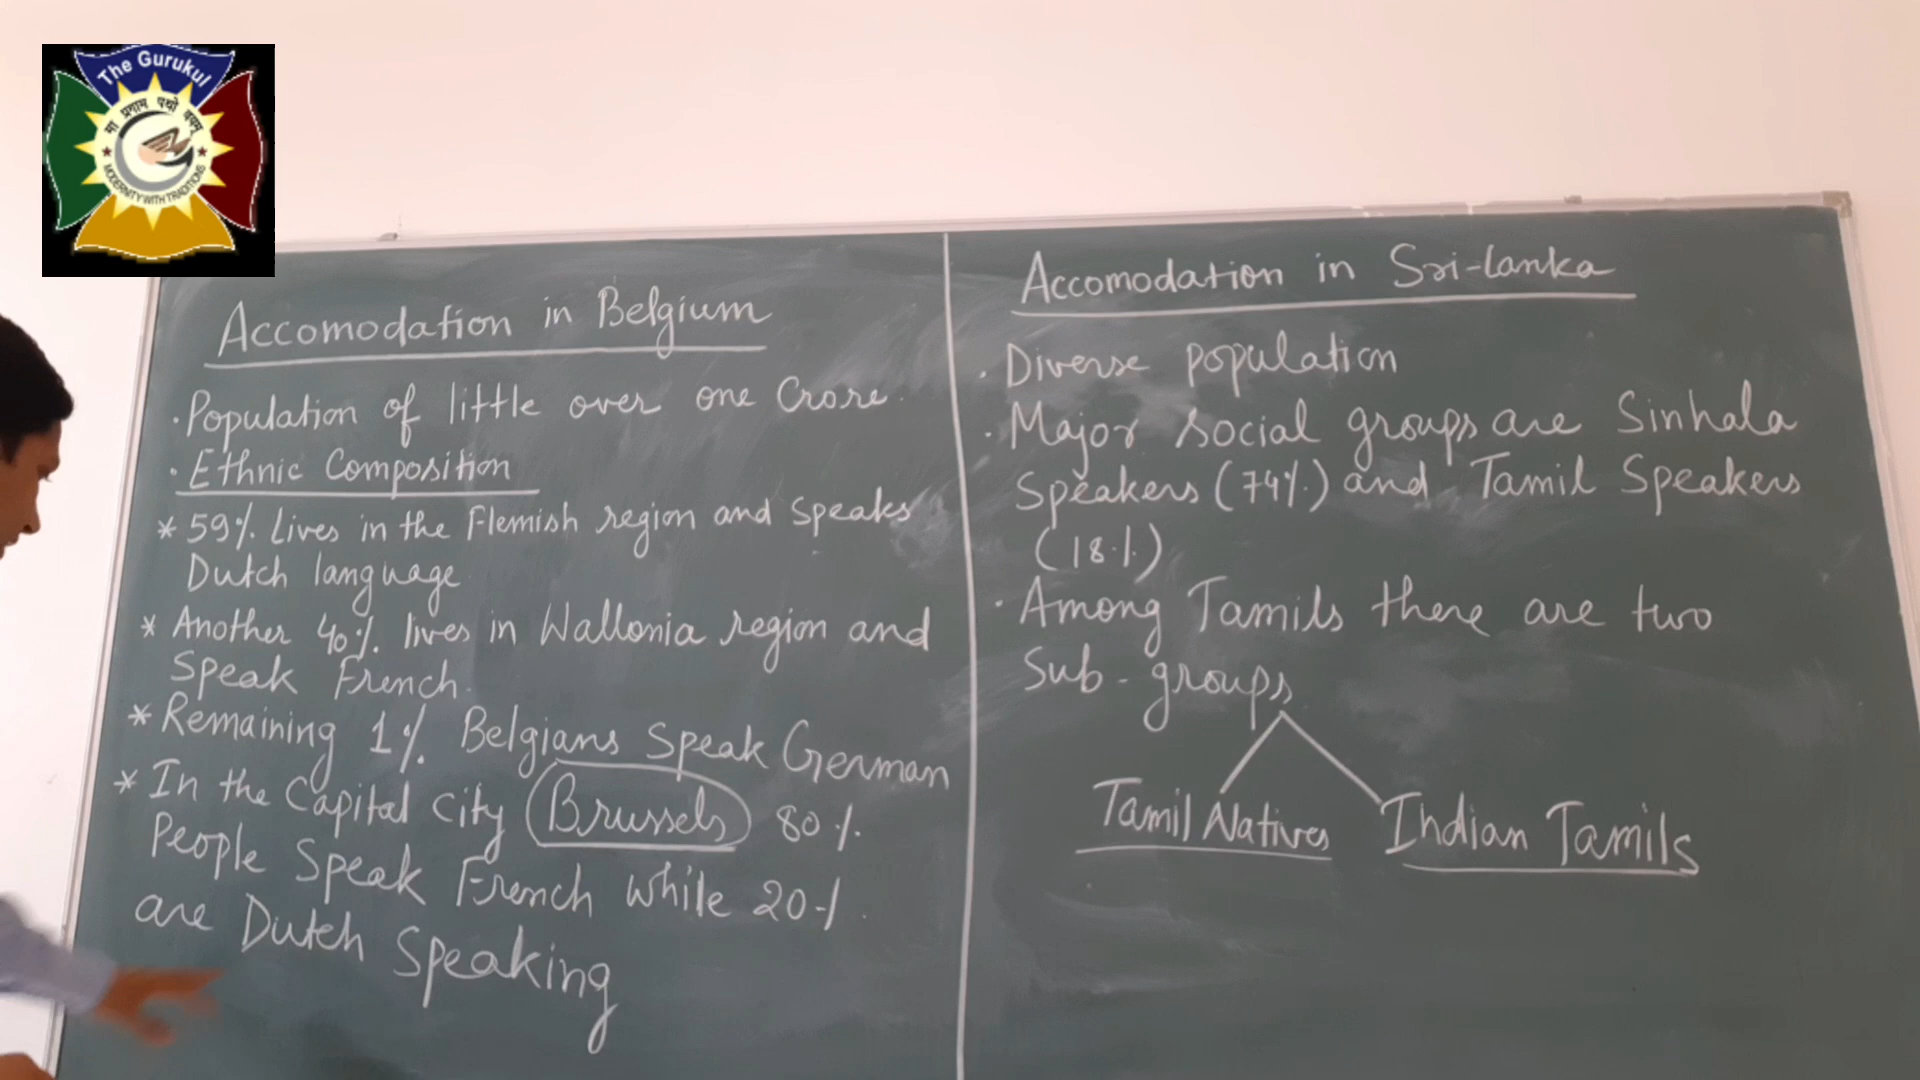 The Gurukul
मा प्रगाम पथो वयम्
MODERNITY WITH TRADITIONS
Accomodation in Belgium
· Population of little over one Crore.
· Ethnic Composition
* 59% Lives in the Flemish region and speaks
Dutch language.
* Another 40% lives in Wallonia region and
Speak French.
* Remaining 1% Belgians Speak German
* In the Capital City Brussels 80%
People Speak French while 20%
are Dutch Speaking
Accomodation in Sri-Lanka
· Diverse population
· Major social groups are Sinhala
Speakers (74%) and Tamil Speakers
(18%)
· Among Tamils there are two
Sub-groups
Tamil Natives Indian Tamils